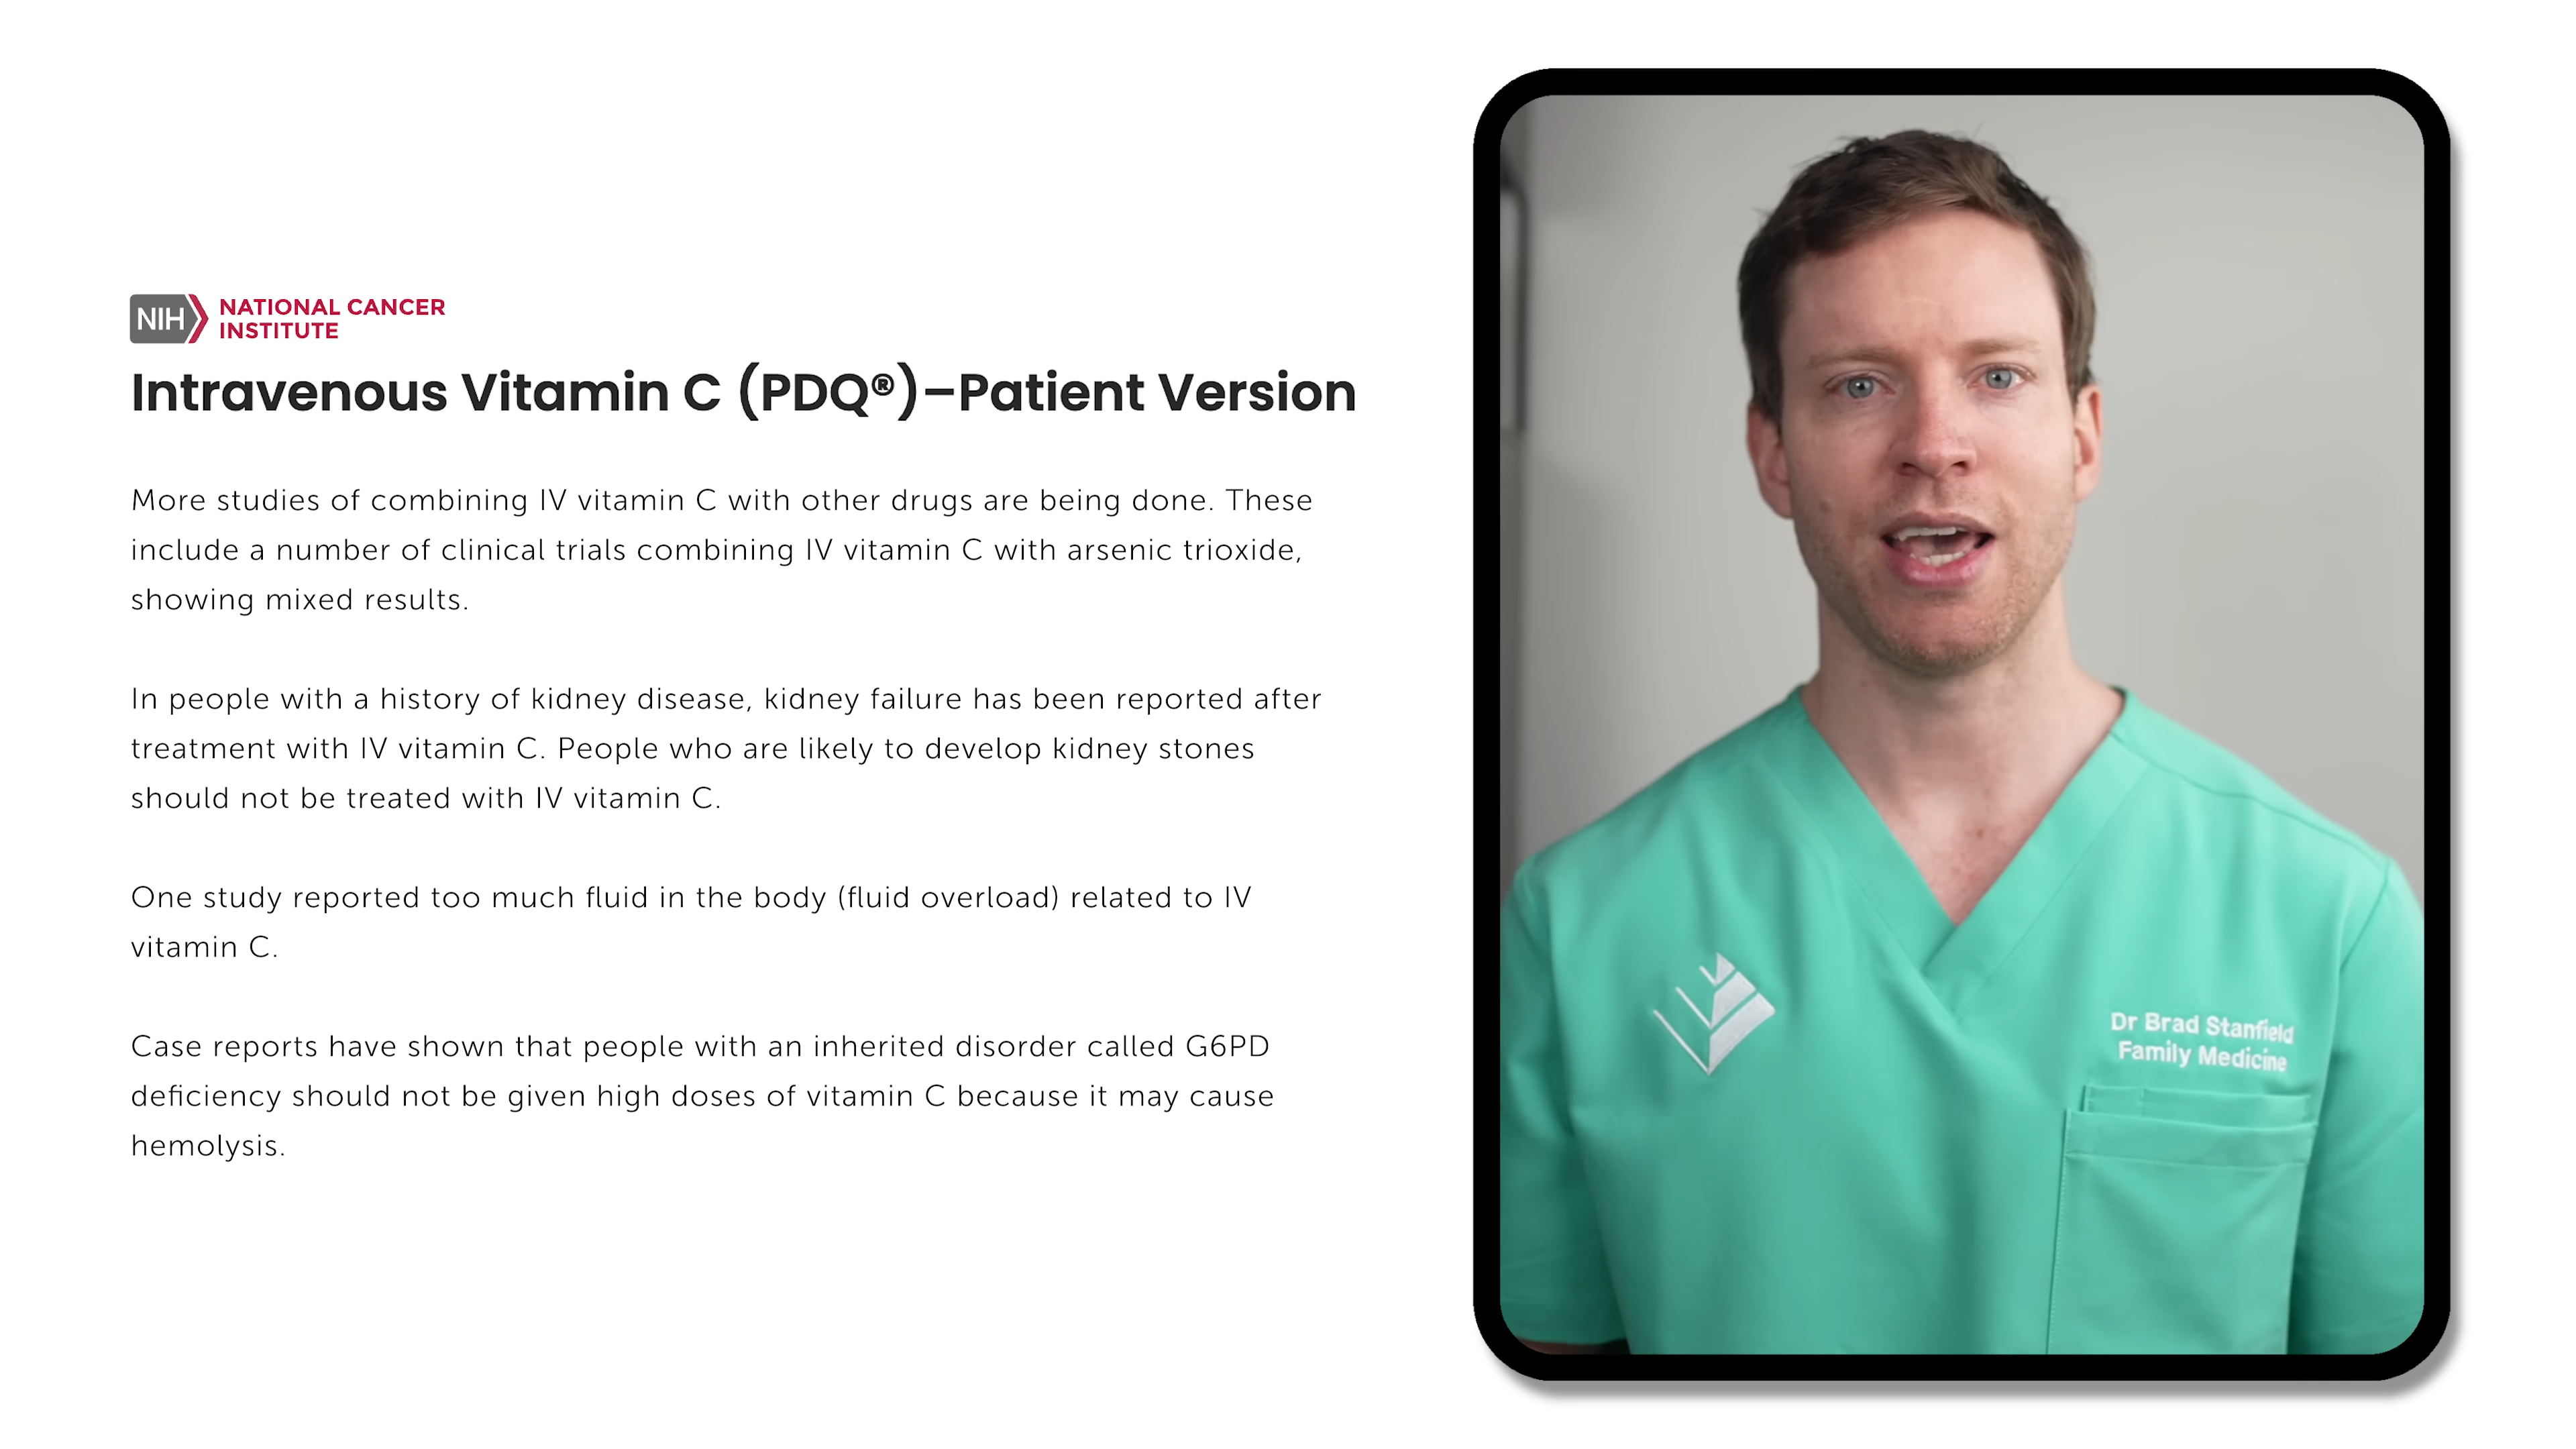 NIH
NATIONAL CANCER
INSTITUTE
Intravenous Vitamin C (PDQ®)–Patient Version
More studies of combining IV vitamin C with other drugs are being done. These
include a number of clinical trials combining IV vitamin C with arsenic trioxide,
showing mixed results.
In people with a history of kidney disease, kidney failure has been reported after
treatment with IV vitamin C. People who are likely to develop kidney stones
should not be treated with IV vitamin C.
One study reported too much fluid in the body (fluid overload) related to IV
vitamin C.
Case reports have shown that people with an inherited disorder called G6PD
deficiency should not be given high doses of vitamin C because it may cause
hemolysis.
Dr Brad Stanfield
Family Medicine